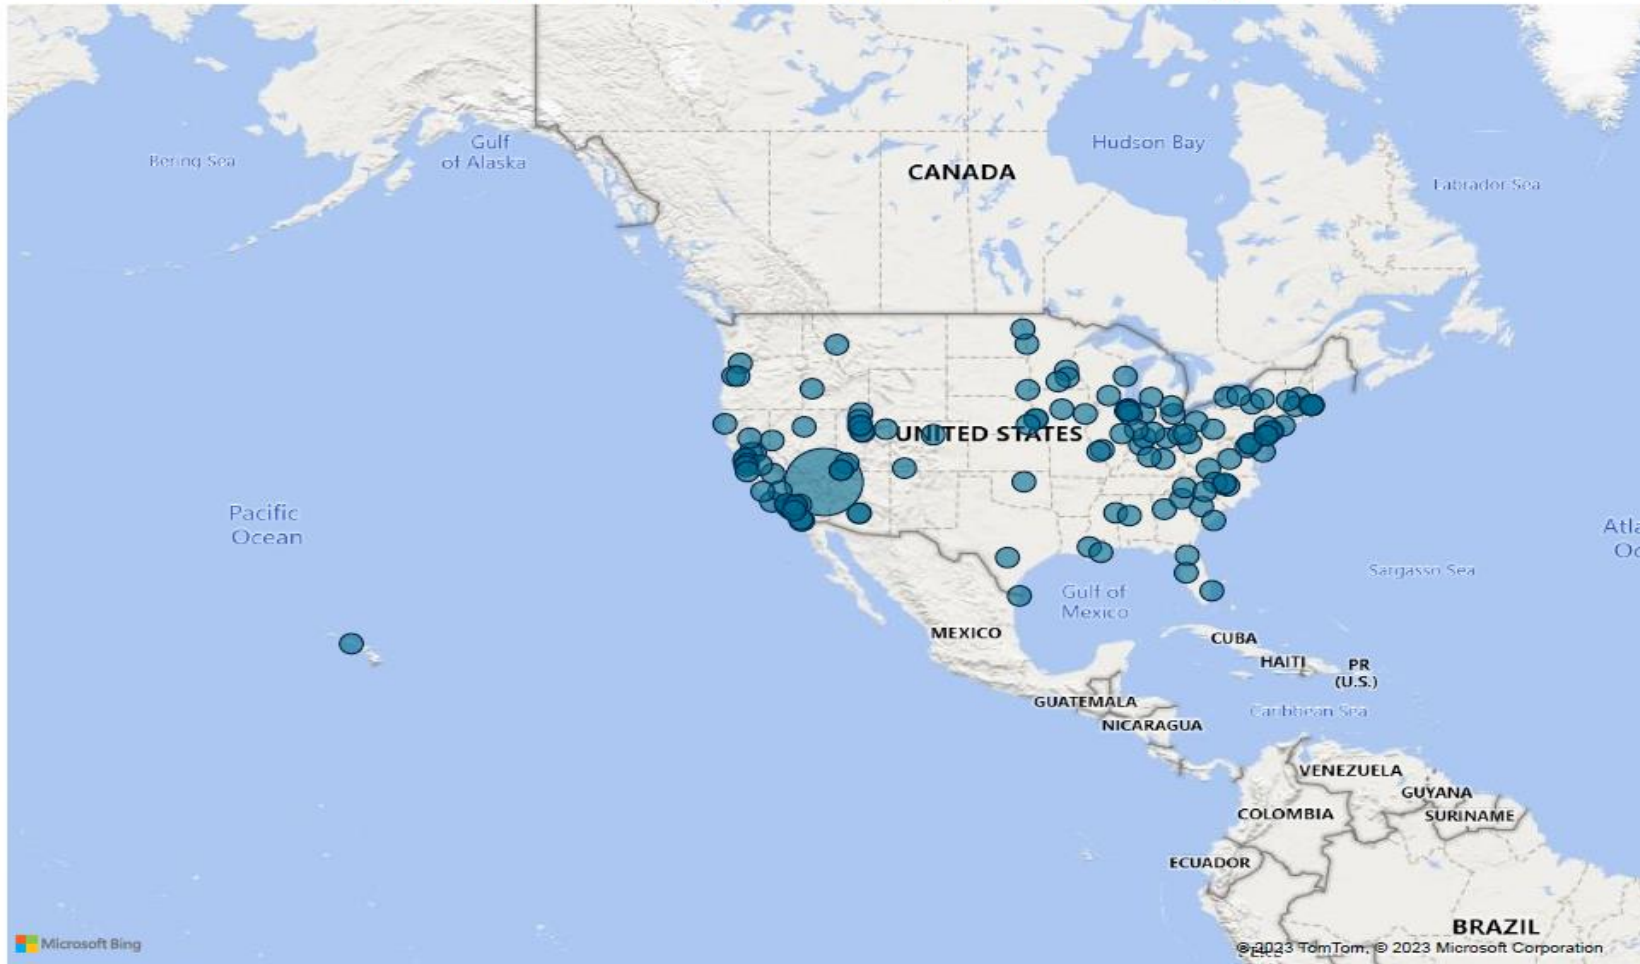 Hudson Bay
Gulf
of Alaska
Bering Sea
CANADA
Labrador Sea
UNITED STATES
Pacific
Ocean
Sargasso Sea
Gulf of
Mexico
MEXICO
CUBA
HAITI
PR
(U.S.)
GUATEMALA
Caribbean Sea
NICARAGUA
VENEZUELA
GUYANA
COLOMBIA
SURINAME
ECUADOR
BRAZIL
Microsoft Bing
© 2023 TomTom, © 2023 Microsoft Corporation